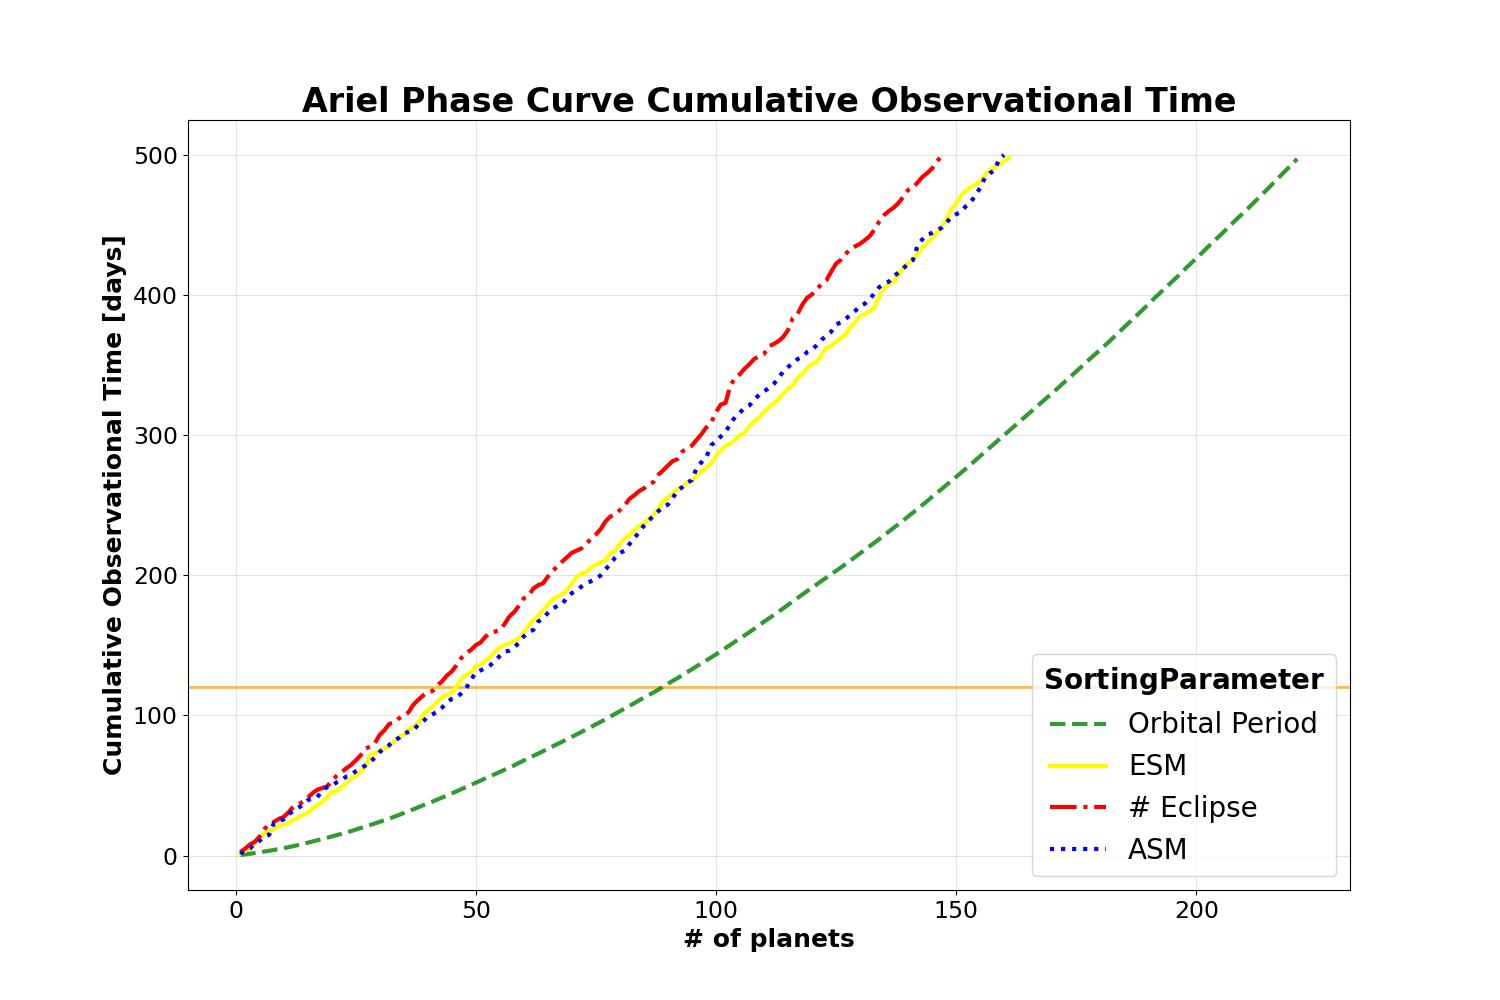 Ariel Phase Curve Cumulative Observational Time
Cumulative Observational Time [days]
500
400
300
200
100
0
0 50 100 150 200
# of planets
SortingParameter
Orbital Period
ESM
# Eclipse
ASM